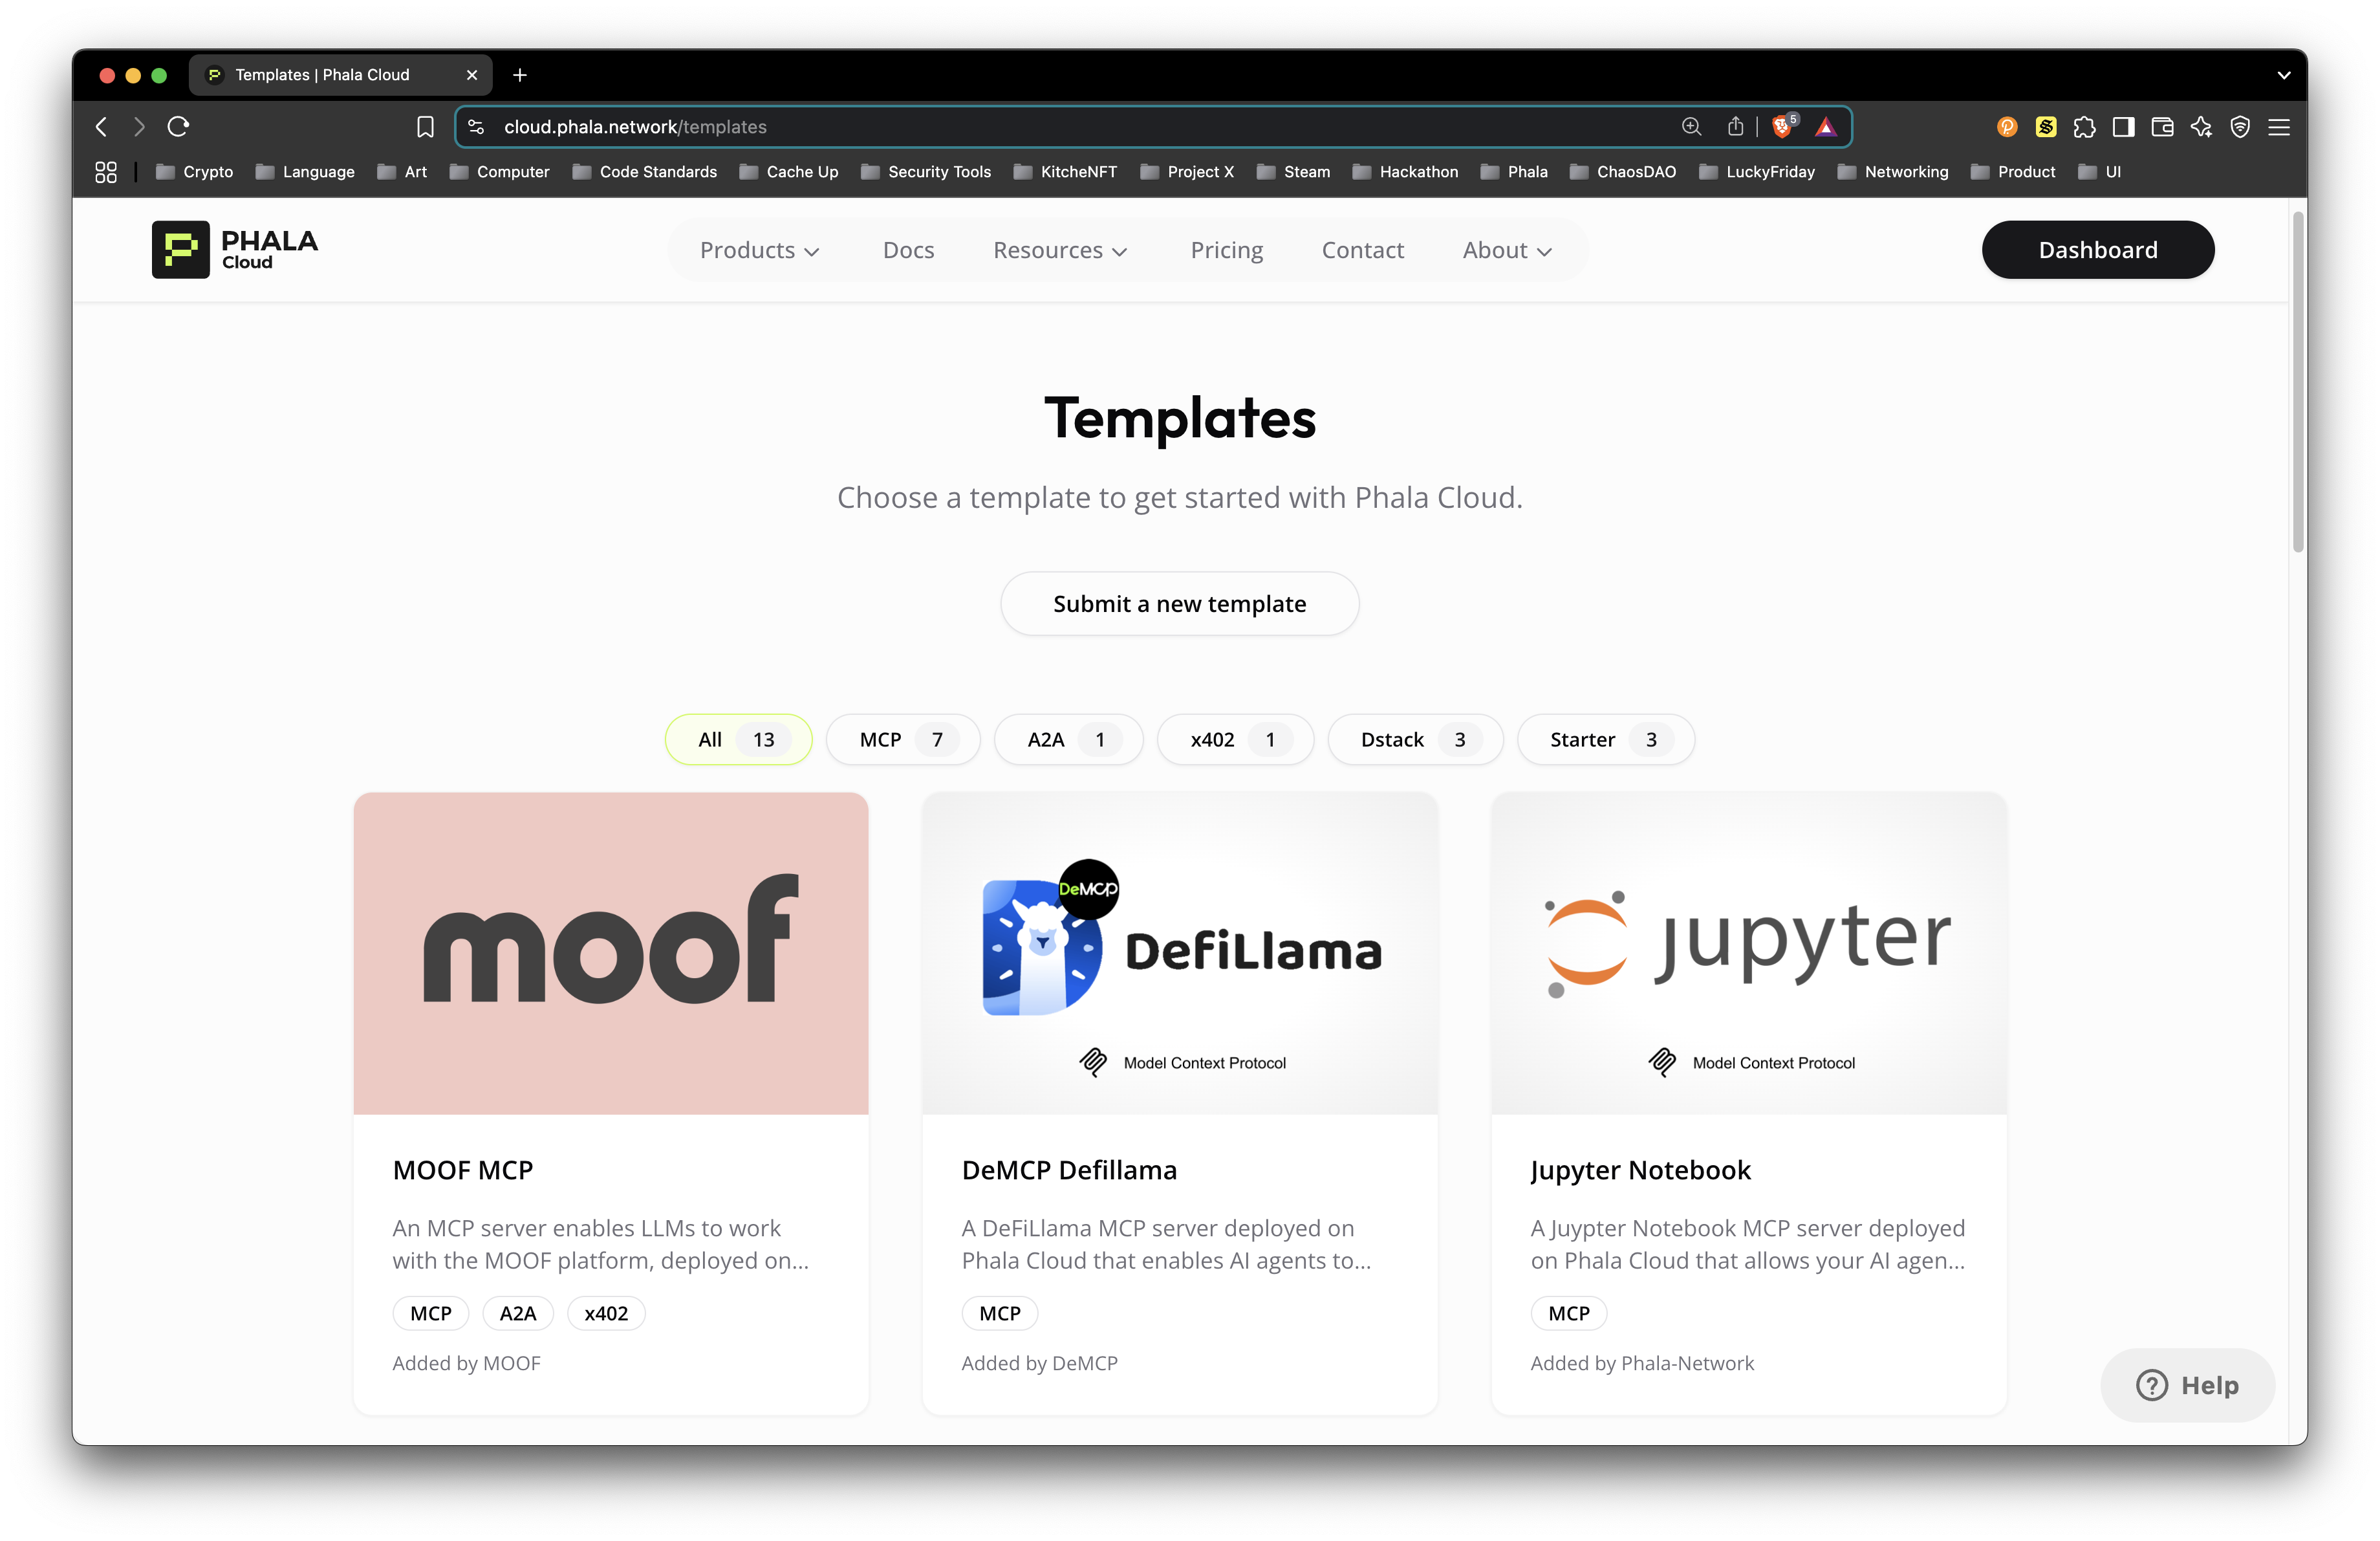 Templates | Phala Cloud
cloud.phala.network/templates
5
Crypto Language Art Computer Code Standards Cache Up Security Tools KitcheNFT Project X Steam Hackathon Phala ChaosDAO LuckyFriday Networking Product UI
PHALA
Cloud
Products Docs Resources Pricing Contact About
Dashboard
Templates
Choose a template to get started with Phala Cloud.
Submit a new template
All 13 MCP 7 A2A 1 x402 1 Dstack 3 Starter 3
moof
DeMCP
DefiLlama
Model Context Protocol
jupyter
Model Context Protocol
MOOF MCP
An MCP server enables LLMs to work
with the MOOF platform, deployed on...
MCP A2A x402
Added by MOOF
DeMCP Defillama
A DeFiLlama MCP server deployed on
Phala Cloud that enables AI agents to...
MCP
Added by DeMCP
Jupyter Notebook
A Juypter Notebook MCP server deployed
on Phala Cloud that allows your AI agen...
MCP
Added by Phala-Network
Help